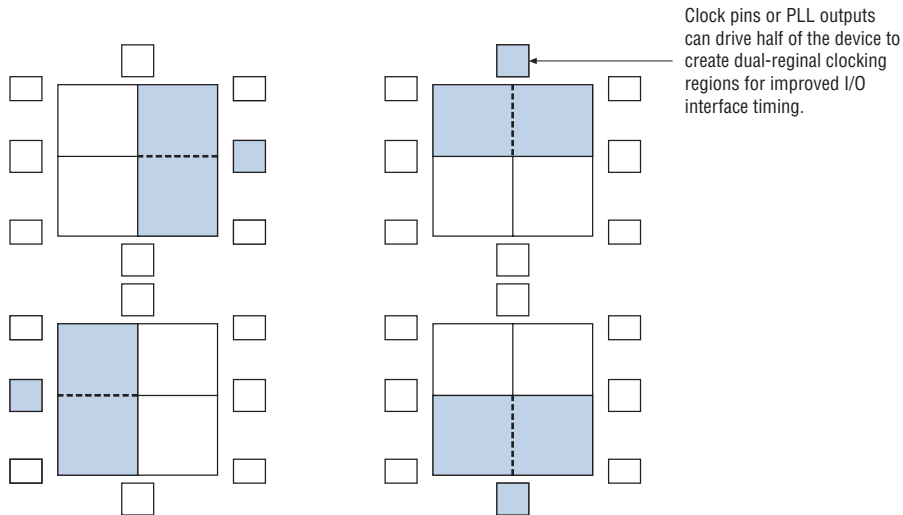 Clock pins or PLL outputs
can drive half of the device to
create dual-reginal clocking
regions for improved I/O
interface timing.